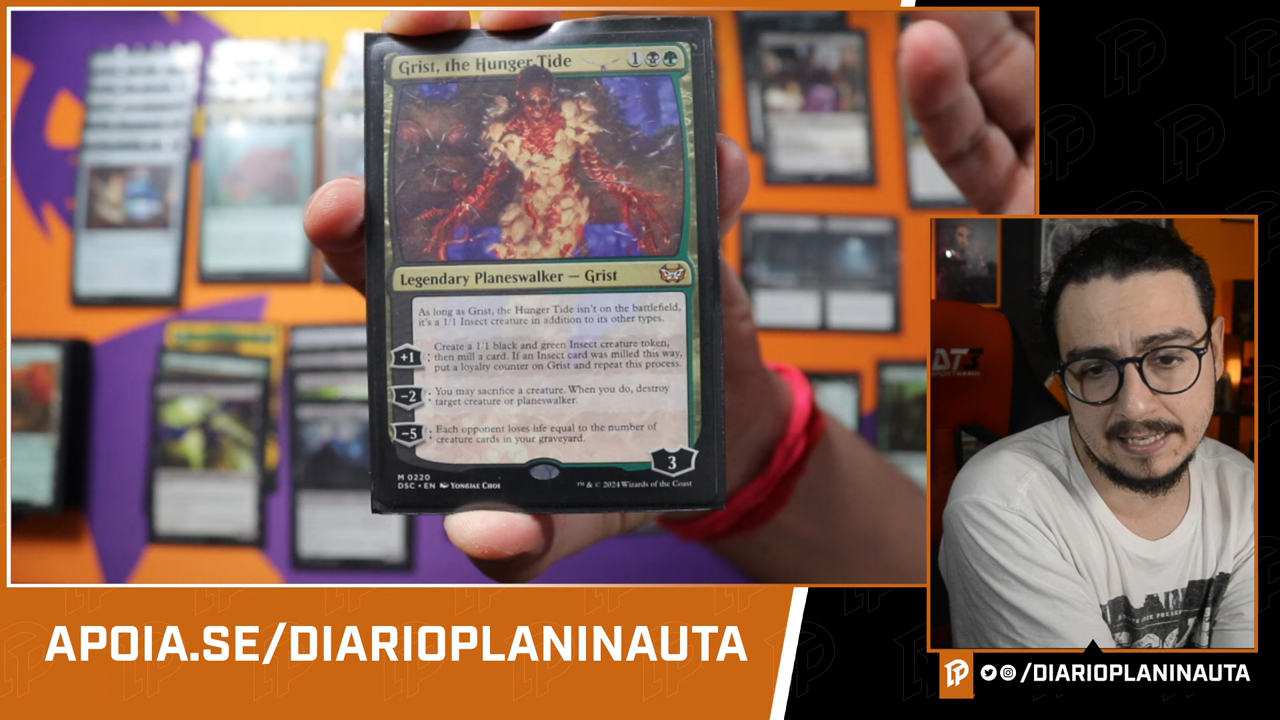 Grist, the Hunger Tide
1
Legendary Planeswalker — Grist
As long as Grist, the Hunger Tide isn't on the battlefield,
it's a 1/1 Insect creature in addition to its other types.
+1 : Create a 1/1 black and green Insect creature token,
then mill a card. If an Insect card was milled this way,
put a loyalty counter on Grist and repeat this process.
−2 : You may sacrifice a creature. When you do, destroy
target creature or planeswalker.
−5 : Each opponent loses life equal to the number of
creature cards in your graveyard.
3
M 0220
DSC • EN YONGJAE CHOI
™ & © 2024 Wizards of the Coast
DT3
APOIA.SE/DIARIOPLANINAUTA
/DIARIOPLANINAUTA